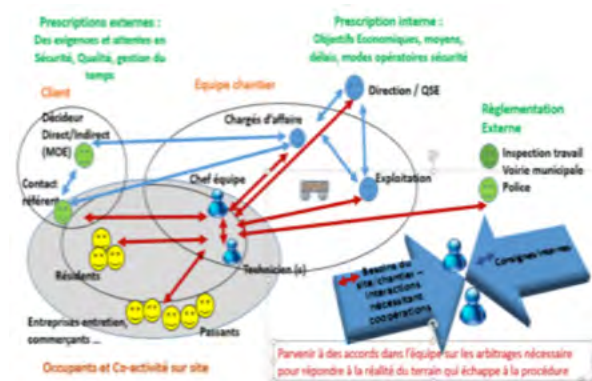 Prescriptions externes :
Des exigences et attentes en
Sécurité, Qualité, gestion du
temps
Prescription interne :
Objectifs Economiques, moyens,
délais, modes opératoires sécurité
Client
Equipe chantier
Direction / QSE
Décideur
Direct/Indirect
(MOE)
Chargés d'affaire
Règlementation
Externe
Inspection travail
Voirie municipale
Police
Contact
référent
Chef équipe
Exploitation
Technicien (s)
Résidents
Entreprises entretien,
commerçants ...
Passants
Besoins du
site/chantier –
interactions
nécessitant
coopérations
Consignes internes
Occupants et Co-activité sur site
Parvenir à des accords dans l'équipe sur les arbitrages nécessaire
pour répondre à la réalité du terrain qui échappe à la procédure